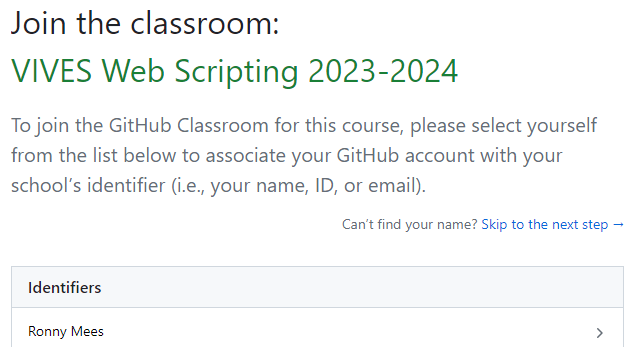 Join the classroom:
VIVES Web Scripting 2023-2024
To join the GitHub Classroom for this course, please select yourself
from the list below to associate your GitHub account with your
school’s identifier (i.e., your name, ID, or email).
Can’t find your name? Skip to the next step →
Identifiers
Ronny Mees